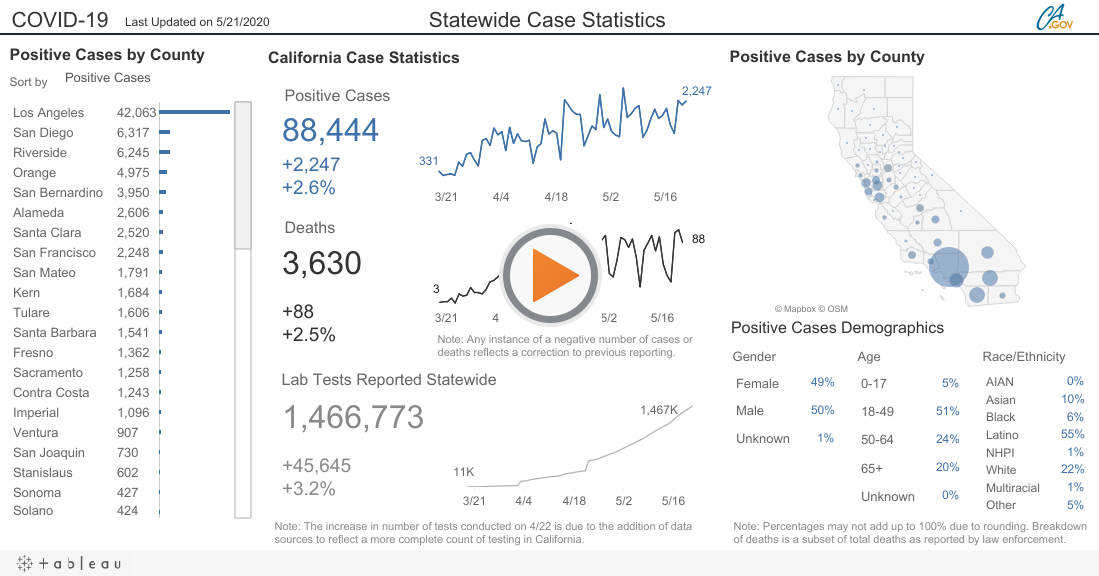 COVID-19 Last Updated on 5/21/2020 Statewide Case Statistics CA.GOV
Positive Cases by County
Sort by Positive Cases
Los Angeles 42,063
San Diego 6,317
Riverside 6,245
Orange 4,975
San Bernardino 3,950
Alameda 2,606
Santa Clara 2,520
San Francisco 2,248
San Mateo 1,791
Kern 1,684
Tulare 1,606
Santa Barbara 1,541
Fresno 1,362
Sacramento 1,258
Contra Costa 1,243
Imperial 1,096
Ventura 907
San Joaquin 730
Stanislaus 602
Sonoma 427
Solano 424
California Case Statistics
Positive Cases
88,444
+2,247
+2.6%
331
2,247
3/21 4/4 4/18 5/2 5/16
Deaths
3,630
+88
+2.5%
3
88
3/21 4 5/2 5/16
Note: Any instance of a negative number of cases or
deaths reflects a correction to previous reporting.
Lab Tests Reported Statewide
1,466,773
+45,645
+3.2%
11K
1,467K
3/21 4/4 4/18 5/2 5/16
Note: The increase in number of tests conducted on 4/22 is due to the addition of data
sources to reflect a more complete count of testing in California.
Positive Cases by County
© Mapbox © OSM
Positive Cases Demographics
Gender
Female 49%
Male 50%
Unknown 1%
Age
0-17 5%
18-49 51%
50-64 24%
65+ 20%
Unknown 0%
Race/Ethnicity
AIAN 0%
Asian 10%
Black 6%
Latino 55%
NHPI 1%
White 22%
Multiracial 1%
Other 5%
Note: Percentages may not add up to 100% due to rounding. Breakdown
of deaths is a subset of total deaths as reported by law enforcement.
+ a b l e a u